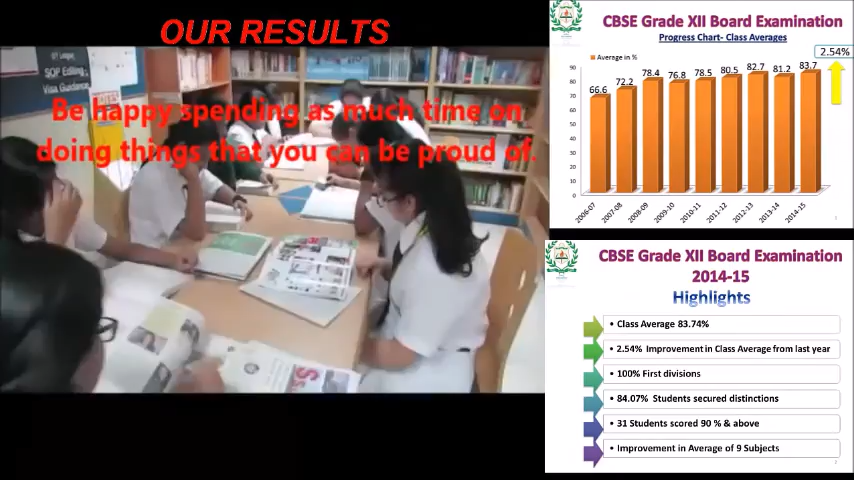 OUR RESULTS
SOP Editing,
Visa Guidance,
Be happy spending as much time on
doing things that you can be proud of.
CBSE Grade XII Board Examination
Progress Chart- Class Averages
2.54%
Average in %
90
80
70
60
50
40
30
20
10
0
66.6
72.2
78.4
76.8
78.5
80.5
82.7
81.2
83.7
2006-07
2007-08
2008-09
2009-10
2010-11
2011-12
2012-13
2013-14
2014-15
CBSE Grade XII Board Examination
2014-15
Highlights
• Class Average 83.74%
• 2.54% Improvement in Class Average from last year
• 100% First divisions
• 84.07% Students secured distinctions
• 31 Students scored 90 % & above
• Improvement in Average of 9 Subjects